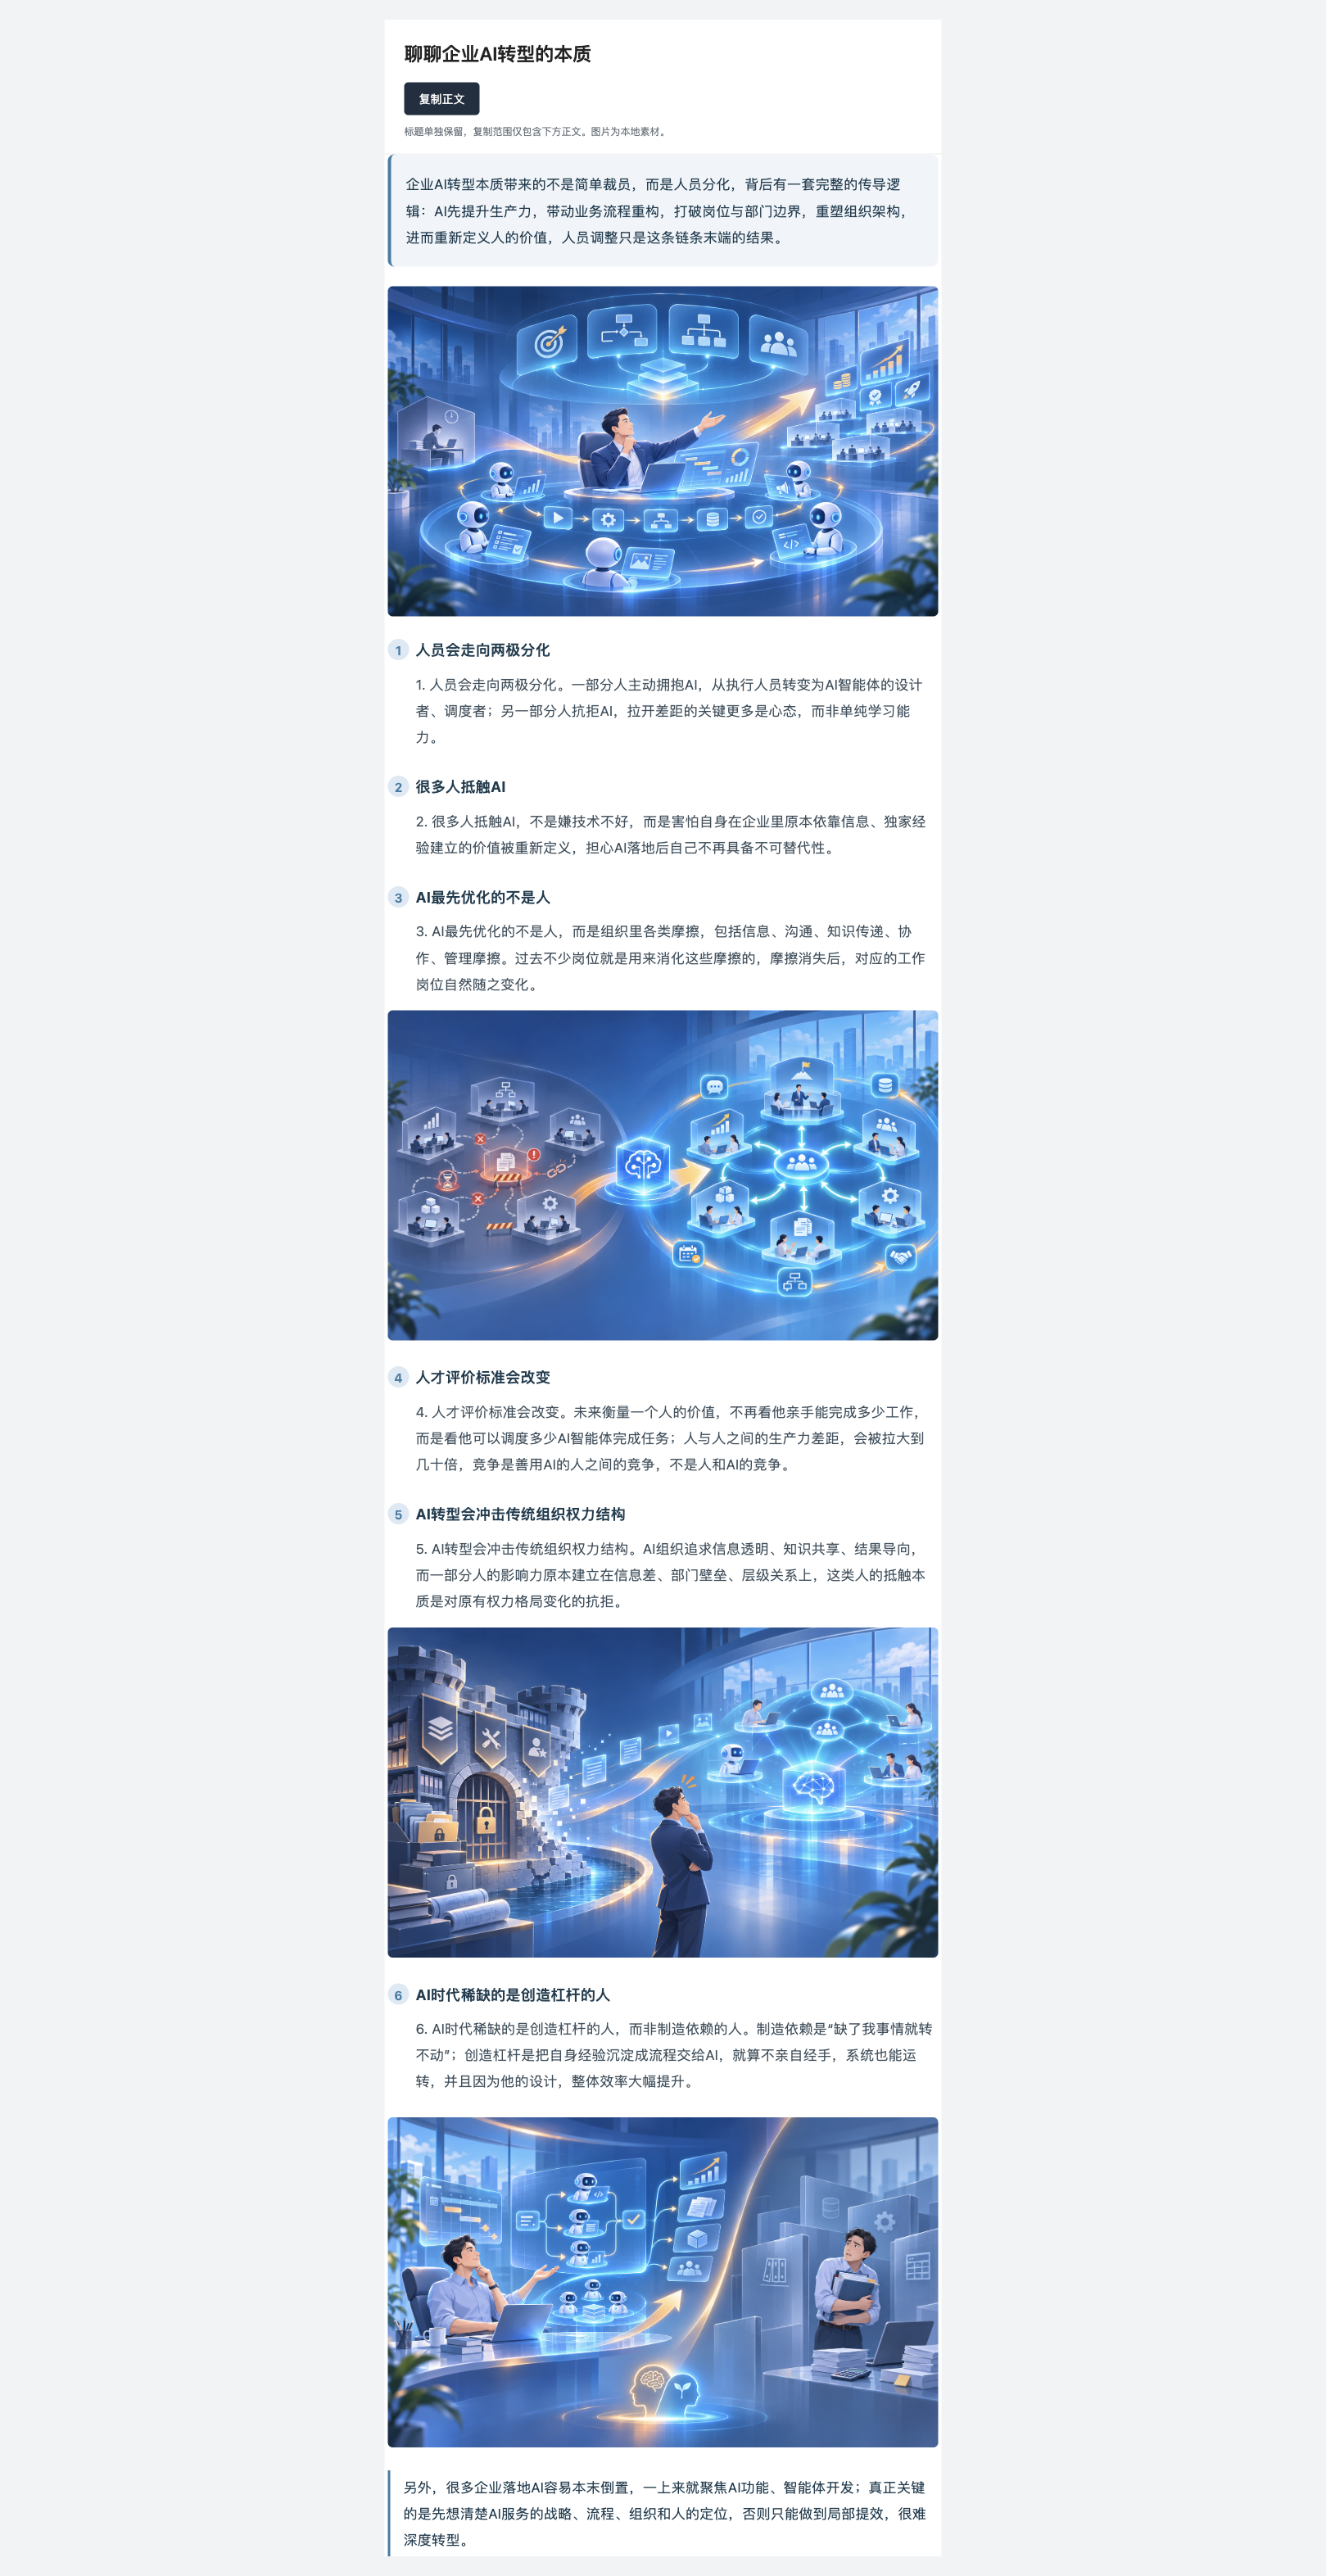 聊聊企业AI转型的本质
复制正文
标题单独保留，复制范围仅包含下方正文。图片为本地素材。
企业AI转型本质带来的不是简单裁员，而是人员分化，背后有一套完整的传导逻
辑：AI先提升生产力，带动业务流程重构，打破岗位与部门边界，重塑组织架构，
进而重新定义人的价值，人员调整只是这条链条末端的结果。
1 人员会走向两极分化
1. 人员会走向两极分化。一部分人主动拥抱AI，从执行人员转变为AI智能体的设计
者、调度者；另一部分人抗拒AI，拉开差距的关键更多是心态，而非单纯学习能
力。
2 很多人抵触AI
2. 很多人抵触AI，不是嫌技术不好，而是害怕自身在企业里原本依靠信息、独家经
验建立的价值被重新定义，担心AI落地后自己不再具备不可替代性。
3 AI最先优化的不是人
3. AI最先优化的不是人，而是组织里各类摩擦，包括信息、沟通、知识传递、协
作、管理摩擦。过去不少岗位就是用来消化这些摩擦的，摩擦消失后，对应的工作
岗位自然随之变化。
4 人才评价标准会改变
4. 人才评价标准会改变。未来衡量一个人的价值，不再看他亲手能完成多少工作，
而是看他可以调度多少AI智能体完成任务；人与人之间的生产力差距，会被拉大到
几十倍，竞争是善用AI的人之间的竞争，不是人和AI的竞争。
5 AI转型会冲击传统组织权力结构
5. AI转型会冲击传统组织权力结构。AI组织追求信息透明、知识共享、结果导向，
而一部分人的影响力原本建立在信息差、部门壁垒、层级关系上，这类人的抵触本
质是对原有权力格局变化的抗拒。
6 AI时代稀缺的是创造杠杆的人
6. AI时代稀缺的是创造杠杆的人，而非制造依赖的人。制造依赖是“缺了我事情就转
不动”；创造杠杆是把自身经验沉淀成流程交给AI，就算不亲自经手，系统也能运
转，并且因为他的设计，整体效率大幅提升。
另外，很多企业落地AI容易本末倒置，一上来就聚焦AI功能、智能体开发；真正关键
的是先想清楚AI服务的战略、流程、组织和人的定位，否则只能做到局部提效，很难
深度转型。